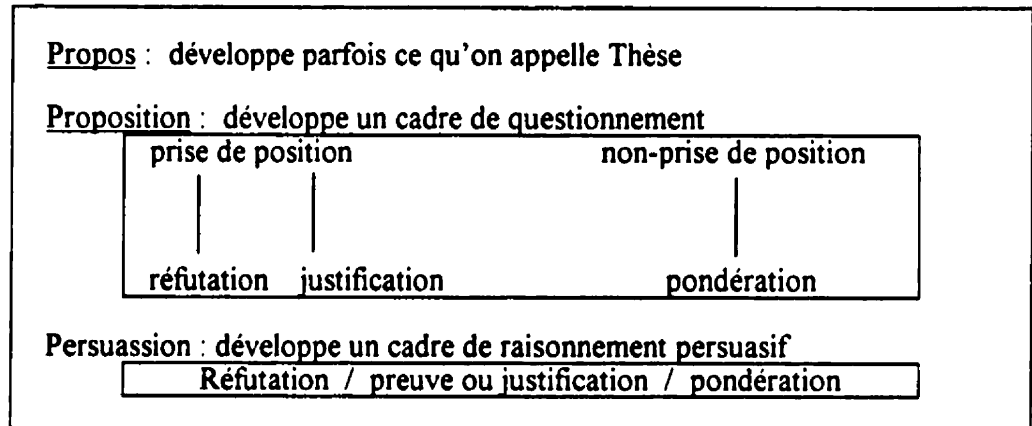 Propos : développe parfois ce qu'on appelle Thèse
Proposition : développe un cadre de questionnement
prise de position non-prise de position
réfutation justification pondération
Persuassion : développe un cadre de raisonnement persuasif
Réfutation / preuve ou justification / pondération